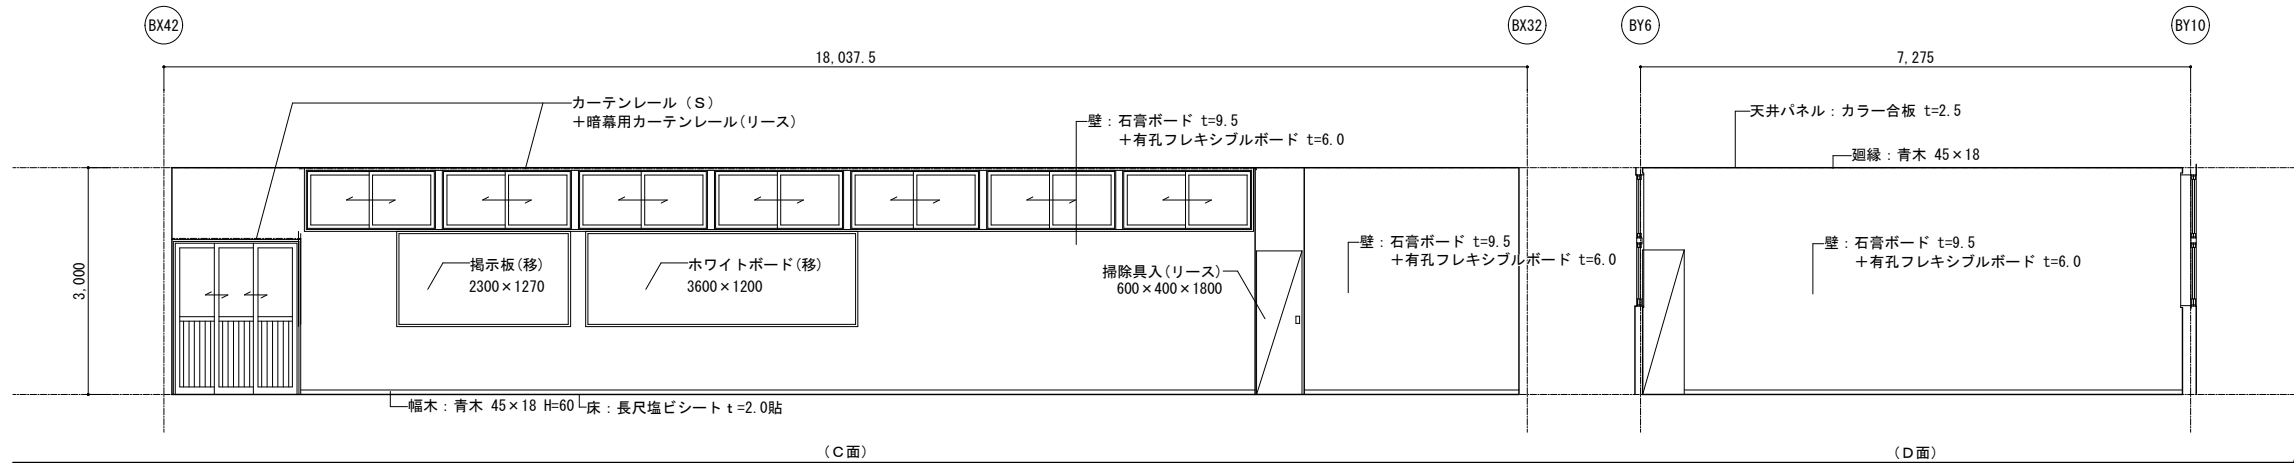 BX42
BX32
BY6
BY10
18,037.5
7,275
カーテンレール（S）
＋暗幕用カーテンレール(リース)
壁：石膏ボード t=9.5
＋有孔フレキシブルボード t=6.0
天井パネル：カラー合板 t=2.5
廻縁：青木 45×18
3,000
掲示板(移)
2300×1270
ホワイトボード(移)
3600×1200
掃除具入(リース)
600×400×1800
壁：石膏ボード t=9.5
＋有孔フレキシブルボード t=6.0
壁：石膏ボード t=9.5
＋有孔フレキシブルボード t=6.0
幅木：青木 45×18 H=60
床：長尺塩ビシートｔ=2.0貼
（C面）
（D面）